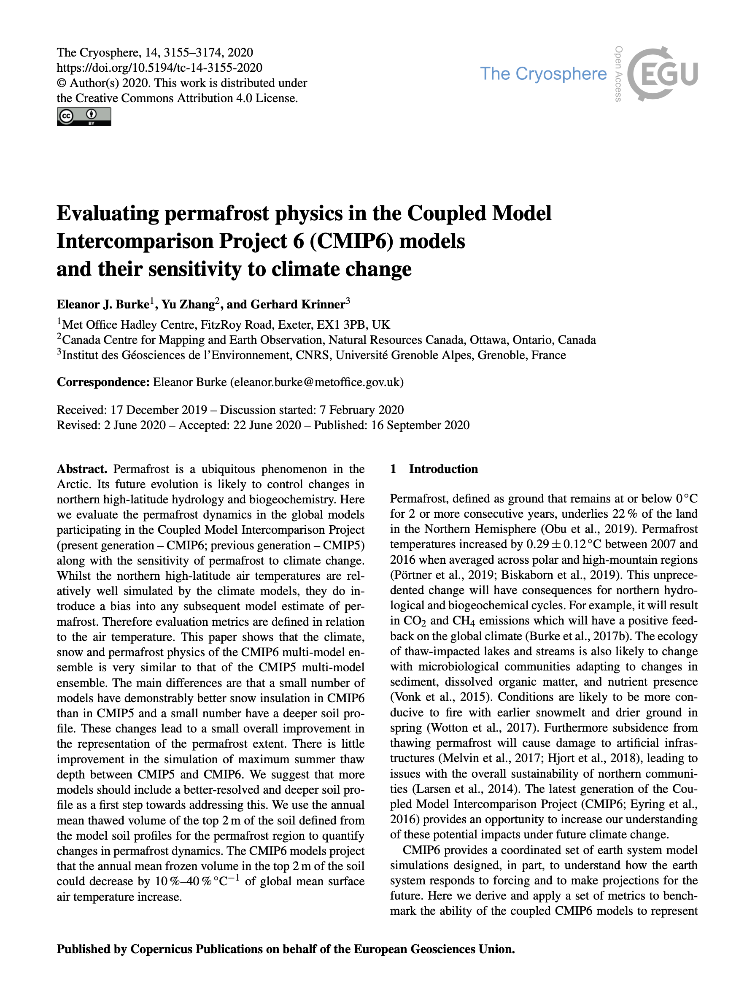 The Cryosphere, 14, 3155–3174, 2020
https://doi.org/10.5194/tc-14-3155-2020
© Author(s) 2020. This work is distributed under
the Creative Commons Attribution 4.0 License.
cc BY
The Cryosphere
Open Access
EGU
Evaluating permafrost physics in the Coupled Model
Intercomparison Project 6 (CMIP6) models
and their sensitivity to climate change
Eleanor J. Burke1, Yu Zhang2, and Gerhard Krinner3
1Met Office Hadley Centre, FitzRoy Road, Exeter, EX1 3PB, UK
2Canada Centre for Mapping and Earth Observation, Natural Resources Canada, Ottawa, Ontario, Canada
3Institut des Géosciences de l'Environnement, CNRS, Université Grenoble Alpes, Grenoble, France
Correspondence: Eleanor Burke (eleanor.burke@metoffice.gov.uk)
Received: 17 December 2019 – Discussion started: 7 February 2020
Revised: 2 June 2020 – Accepted: 22 June 2020 – Published: 16 September 2020
Abstract. Permafrost is a ubiquitous phenomenon in the
Arctic. Its future evolution is likely to control changes in
northern high-latitude hydrology and biogeochemistry. Here
we evaluate the permafrost dynamics in the global models
participating in the Coupled Model Intercomparison Project
(present generation – CMIP6; previous generation – CMIP5)
along with the sensitivity of permafrost to climate change.
Whilst the northern high-latitude air temperatures are rel-
atively well simulated by the climate models, they do in-
troduce a bias into any subsequent model estimate of per-
mafrost. Therefore evaluation metrics are defined in relation
to the air temperature. This paper shows that the climate,
snow and permafrost physics of the CMIP6 multi-model en-
semble is very similar to that of the CMIP5 multi-model
ensemble. The main differences are that a small number of
models have demonstrably better snow insulation in CMIP6
than in CMIP5 and a small number have a deeper soil pro-
file. These changes lead to a small overall improvement in
the representation of the permafrost extent. There is little
improvement in the simulation of maximum summer thaw
depth between CMIP5 and CMIP6. We suggest that more
models should include a better-resolved and deeper soil pro-
file as a first step towards addressing this. We use the annual
mean thawed volume of the top 2 m of the soil defined from
the model soil profiles for the permafrost region to quantify
changes in permafrost dynamics. The CMIP6 models project
that the annual mean frozen volume in the top 2 m of the soil
could decrease by 10 %–40 % °C−1 of global mean surface
air temperature increase.
1 Introduction
Permafrost, defined as ground that remains at or below 0 °C
for 2 or more consecutive years, underlies 22 % of the land
in the Northern Hemisphere (Obu et al., 2019). Permafrost
temperatures increased by 0.29 ± 0.12 °C between 2007 and
2016 when averaged across polar and high-mountain regions
(Pörtner et al., 2019; Biskaborn et al., 2019). This unprece-
dented change will have consequences for northern hydro-
logical and biogeochemical cycles. For example, it will result
in CO2 and CH4 emissions which will have a positive feed-
back on the global climate (Burke et al., 2017b). The ecology
of thaw-impacted lakes and streams is also likely to change
with microbiological communities adapting to changes in
sediment, dissolved organic matter, and nutrient presence
(Vonk et al., 2015). Conditions are likely to be more con-
ducive to fire with earlier snowmelt and drier ground in
spring (Wotton et al., 2017). Furthermore subsidence from
thawing permafrost will cause damage to artificial infras-
tructures (Melvin et al., 2017; Hjort et al., 2018), leading to
issues with the overall sustainability of northern communi-
ties (Larsen et al., 2014). The latest generation of the Cou-
pled Model Intercomparison Project (CMIP6; Eyring et al.,
2016) provides an opportunity to increase our understanding
of these potential impacts under future climate change.
CMIP6 provides a coordinated set of earth system model
simulations designed, in part, to understand how the earth
system responds to forcing and to make projections for the
future. Here we derive and apply a set of metrics to bench-
mark the ability of the coupled CMIP6 models to represent
Published by Copernicus Publications on behalf of the European Geosciences Union.